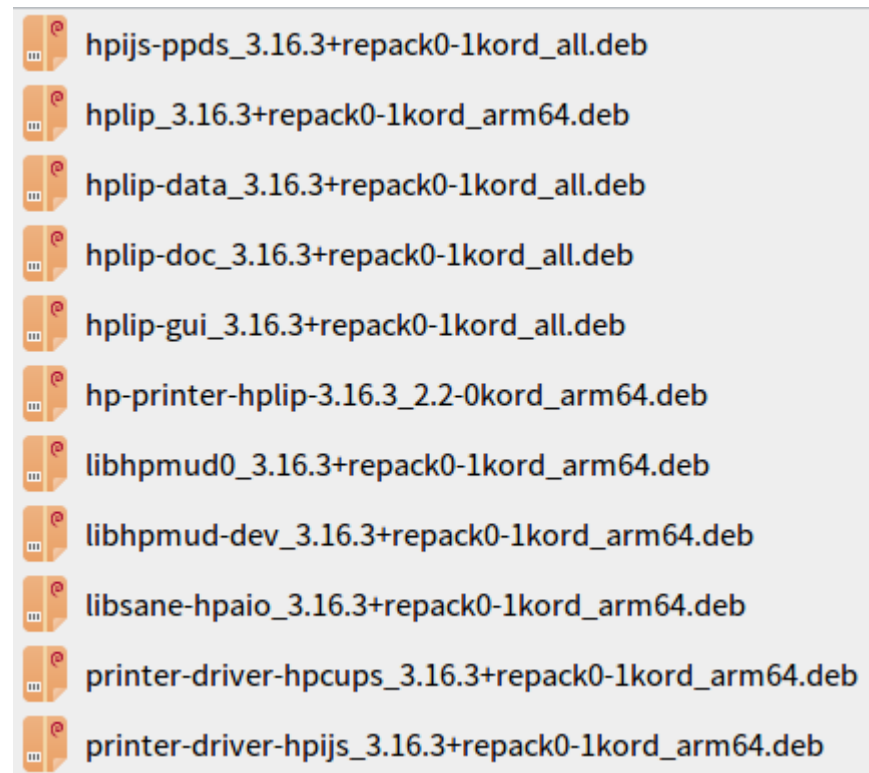 hpijs-ppds_3.16.3+repack0-1kord_all.deb
hplip_3.16.3+repack0-1kord_arm64.deb
hplip-data_3.16.3+repack0-1kord_all.deb
hplip-doc_3.16.3+repack0-1kord_all.deb
hplip-gui_3.16.3+repack0-1kord_all.deb
hp-printer-hplip-3.16.3_2.2-0kord_arm64.deb
libhpmud0_3.16.3+repack0-1kord_arm64.deb
libhpmud-dev_3.16.3+repack0-1kord_arm64.deb
libsane-hpaio_3.16.3+repack0-1kord_arm64.deb
printer-driver-hpcups_3.16.3+repack0-1kord_arm64.deb
printer-driver-hpijs_3.16.3+repack0-1kord_arm64.deb